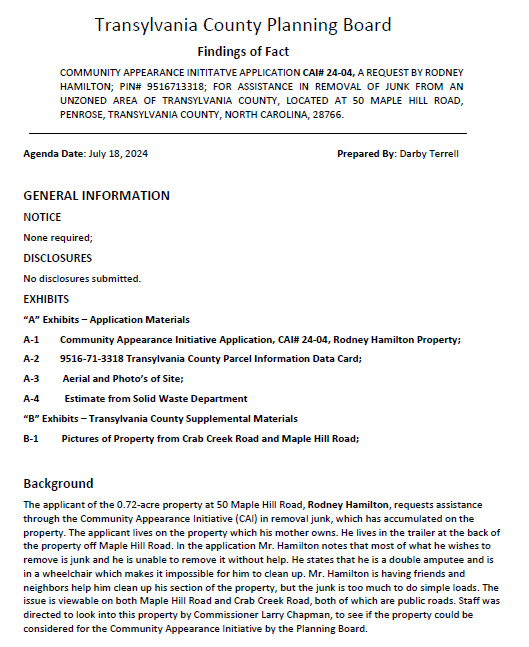 Transylvania County Planning Board
Findings of Fact
COMMUNITY APPEARANCE INITITATVE APPLICATION CAI# 24-04, A REQUEST BY RODNEY
HAMILTON; PIN# 9516713318; FOR ASSISTANCE IN REMOVAL OF JUNK FROM AN
UNZONED AREA OF TRANSYLVANIA COUNTY, LOCATED AT 50 MAPLE HILL ROAD,
PENROSE, TRANSYLVANIA COUNTY, NORTH CAROLINA, 28766.
Agenda Date: July 18, 2024 Prepared By: Darby Terrell
GENERAL INFORMATION
NOTICE
None required;
DISCLOSURES
No disclosures submitted.
EXHIBITS
“A” Exhibits – Application Materials
A-1 Community Appearance Initiative Application, CAI# 24-04, Rodney Hamilton Property;
A-2 9516-71-3318 Transylvania County Parcel Information Data Card;
A-3 Aerial and Photo’s of Site;
A-4 Estimate from Solid Waste Department
“B” Exhibits – Transylvania County Supplemental Materials
B-1 Pictures of Property from Crab Creek Road and Maple Hill Road;
Background
The applicant of the 0.72-acre property at 50 Maple Hill Road, Rodney Hamilton, requests assistance
through the Community Appearance Initiative (CAI) in removal junk, which has accumulated on the
property. The applicant lives on the property which his mother owns. He lives in the trailer at the back of
the property off Maple Hill Road. In the application Mr. Hamilton notes that most of what he wishes to
remove is junk and he is unable to remove it without help. He states that he is a double amputee and is
in a wheelchair which makes it impossible for him to clean up. Mr. Hamilton is having friends and
neighbors help him clean up his section of the property, but the junk is too much to do simple loads. The
issue is viewable on both Maple Hill Road and Crab Creek Road, both of which are public roads. Staff was
directed to look into this property by Commissioner Larry Chapman, to see if the property could be
considered for the Community Appearance Initiative by the Planning Board.